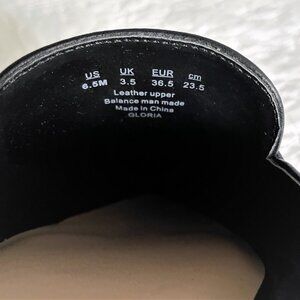 US UK EUR cm
6.5M 3.5 36.5 23.5
Leather upper
Balance man made
Made in China
GLORIA